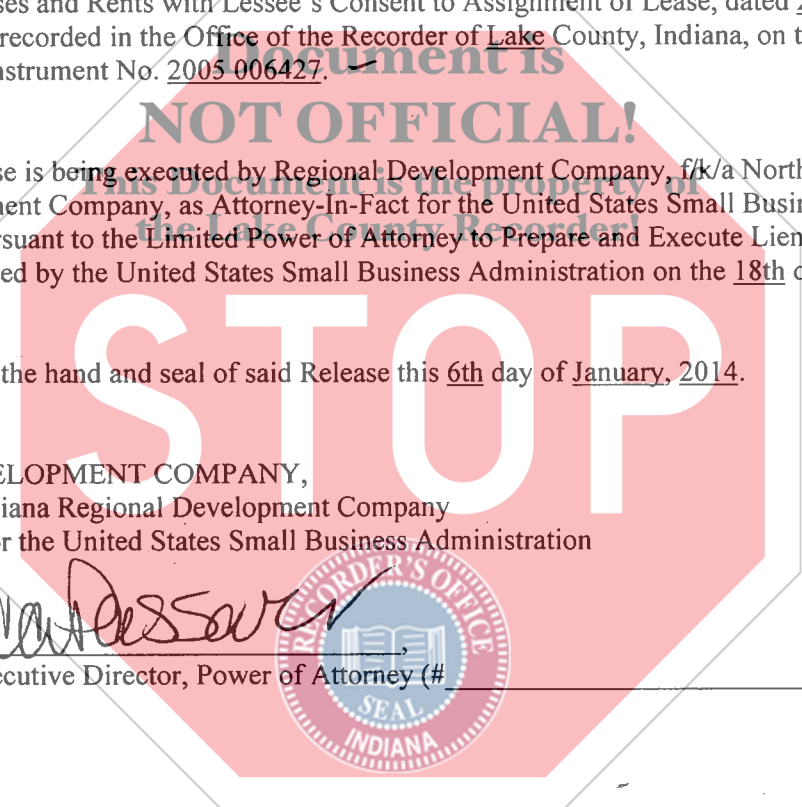 ses and Rents with Lessee's Consent to Assignment of Lease, dated
recorded in the Office of the Recorder of Lake County, Indiana, on t
nstrument No. 2005 006427.
Document is
NOT OFFICIAL!
This Document is the property of
the Lake County Recorder!
se is being executed by Regional Development Company, f/k/a North
nent Company, as Attorney-In-Fact for the United States Small Busin
rsuant to the Limited Power of Attorney to Prepare and Execute Lien
ed by the United States Small Business Administration on the 18th
STOP
the hand and seal of said Release this 6th day of January, 2014.
ELOPMENT COMPANY,
iana Regional Development Company
r the United States Small Business Administration
ecutive Director, Power of Attorney (#
RECORDER'S OFFICE
SEAL
INDIANA